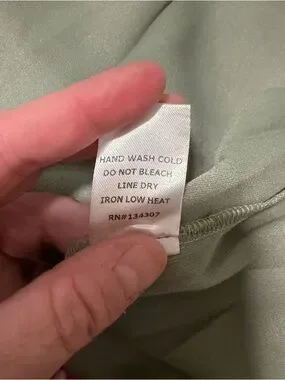 HAND WASH COLD
DO NOT BLEACH
LINE DRY
IRON LOW HEAT
RN#134307